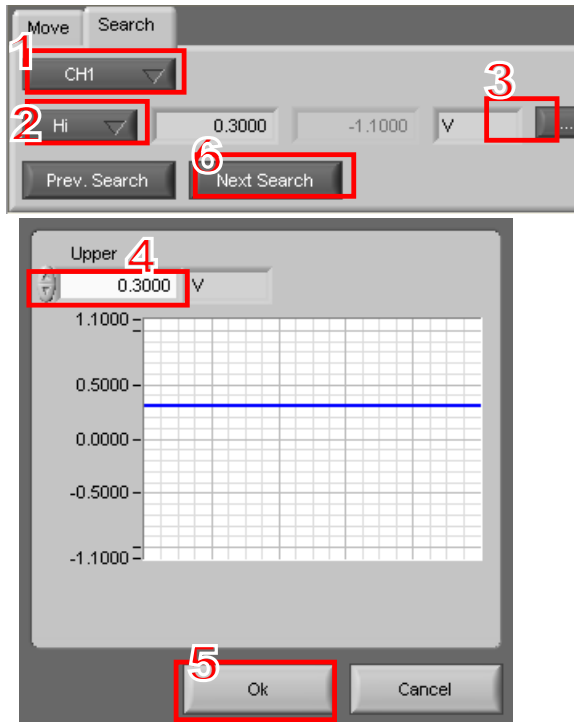 Move Search
1
CH1
3
2 Hi 0.3000 -1.1000 V ...
6
Prev. Search Next Search
Upper 4
0.3000 V
1.1000
0.5000
0.0000
-0.5000
-1.1000
5
Ok Cancel